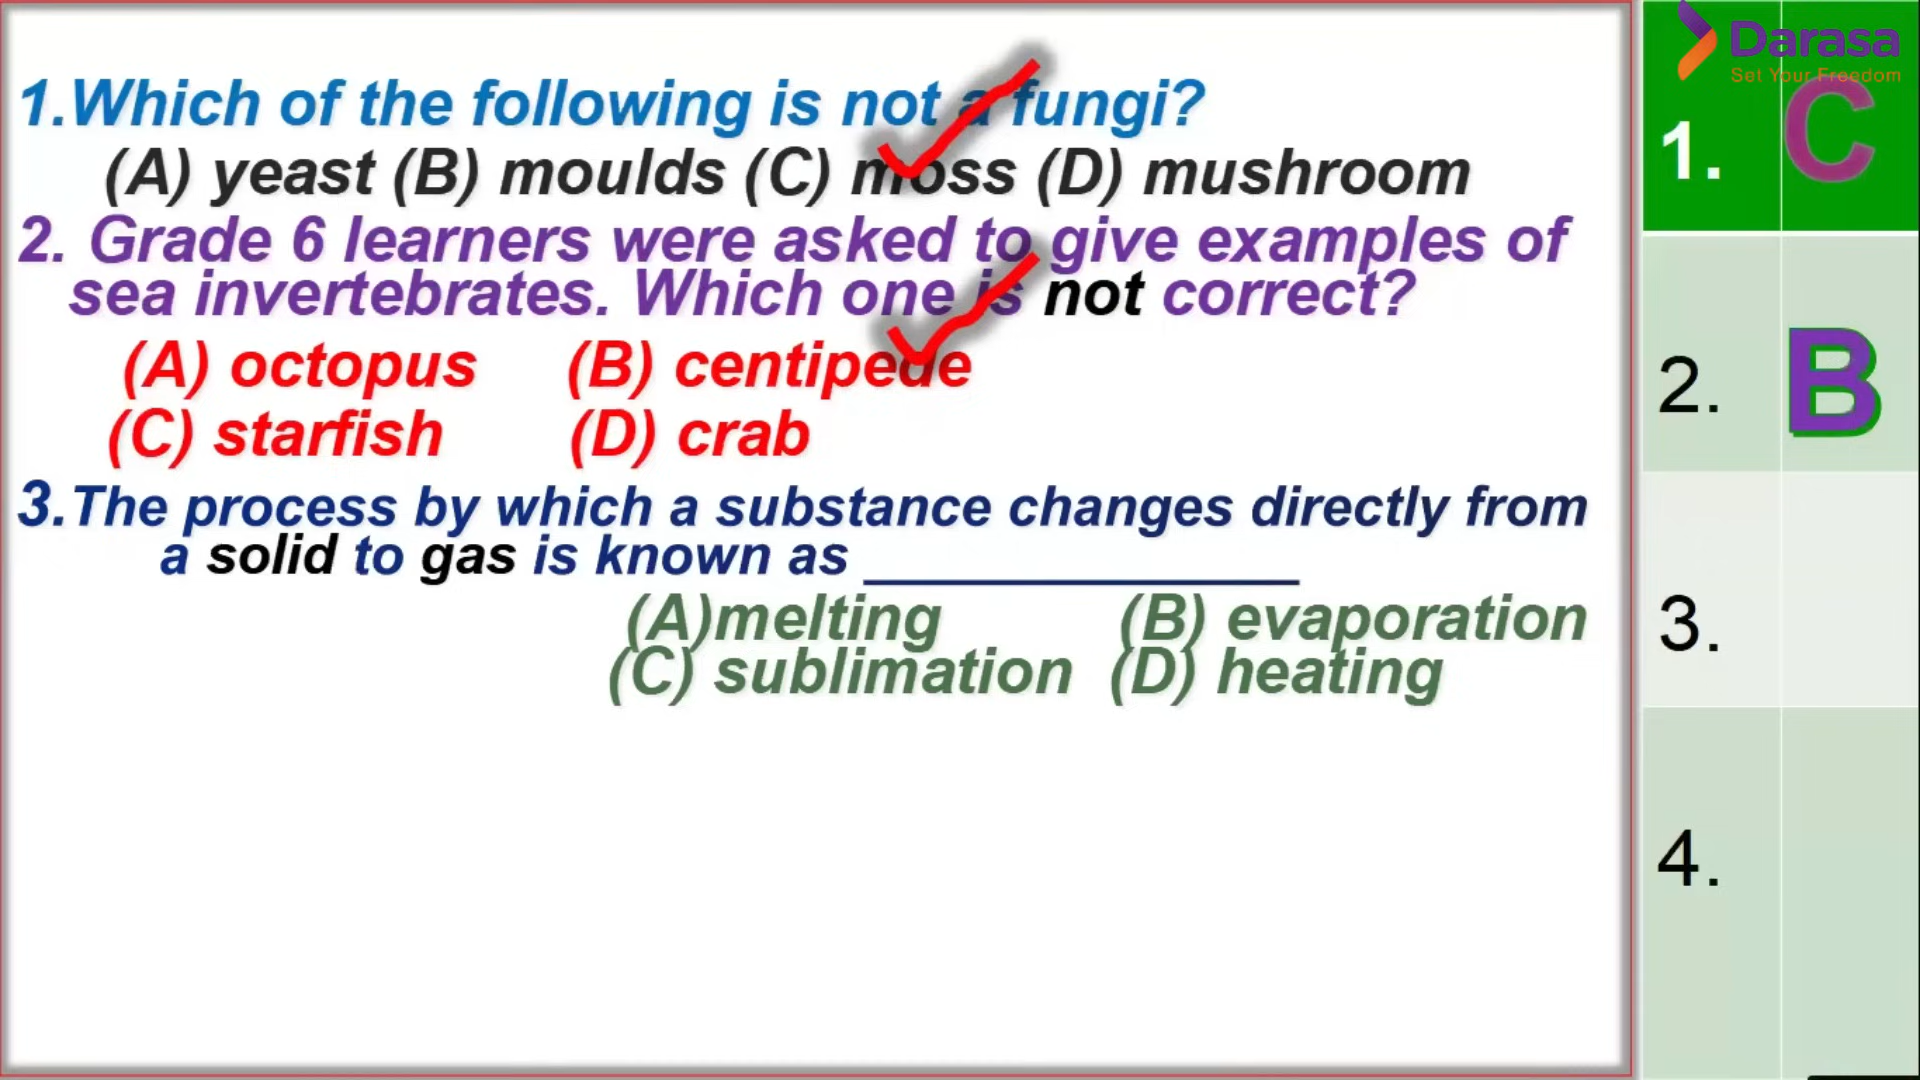 1.Which of the following is not a fungi?
(A) yeast (B) moulds (C) moss (D) mushroom
2. Grade 6 learners were asked to give examples of
sea invertebrates. Which one is not correct?
(A) octopus (B) centipede
(C) starfish (D) crab
3.The process by which a substance changes directly from
a solid to gas is known as _______________
(A)melting (B) evaporation
(C) sublimation (D) heating
Darasa
Set Your Freedom
1. C
2. B
3.
4.